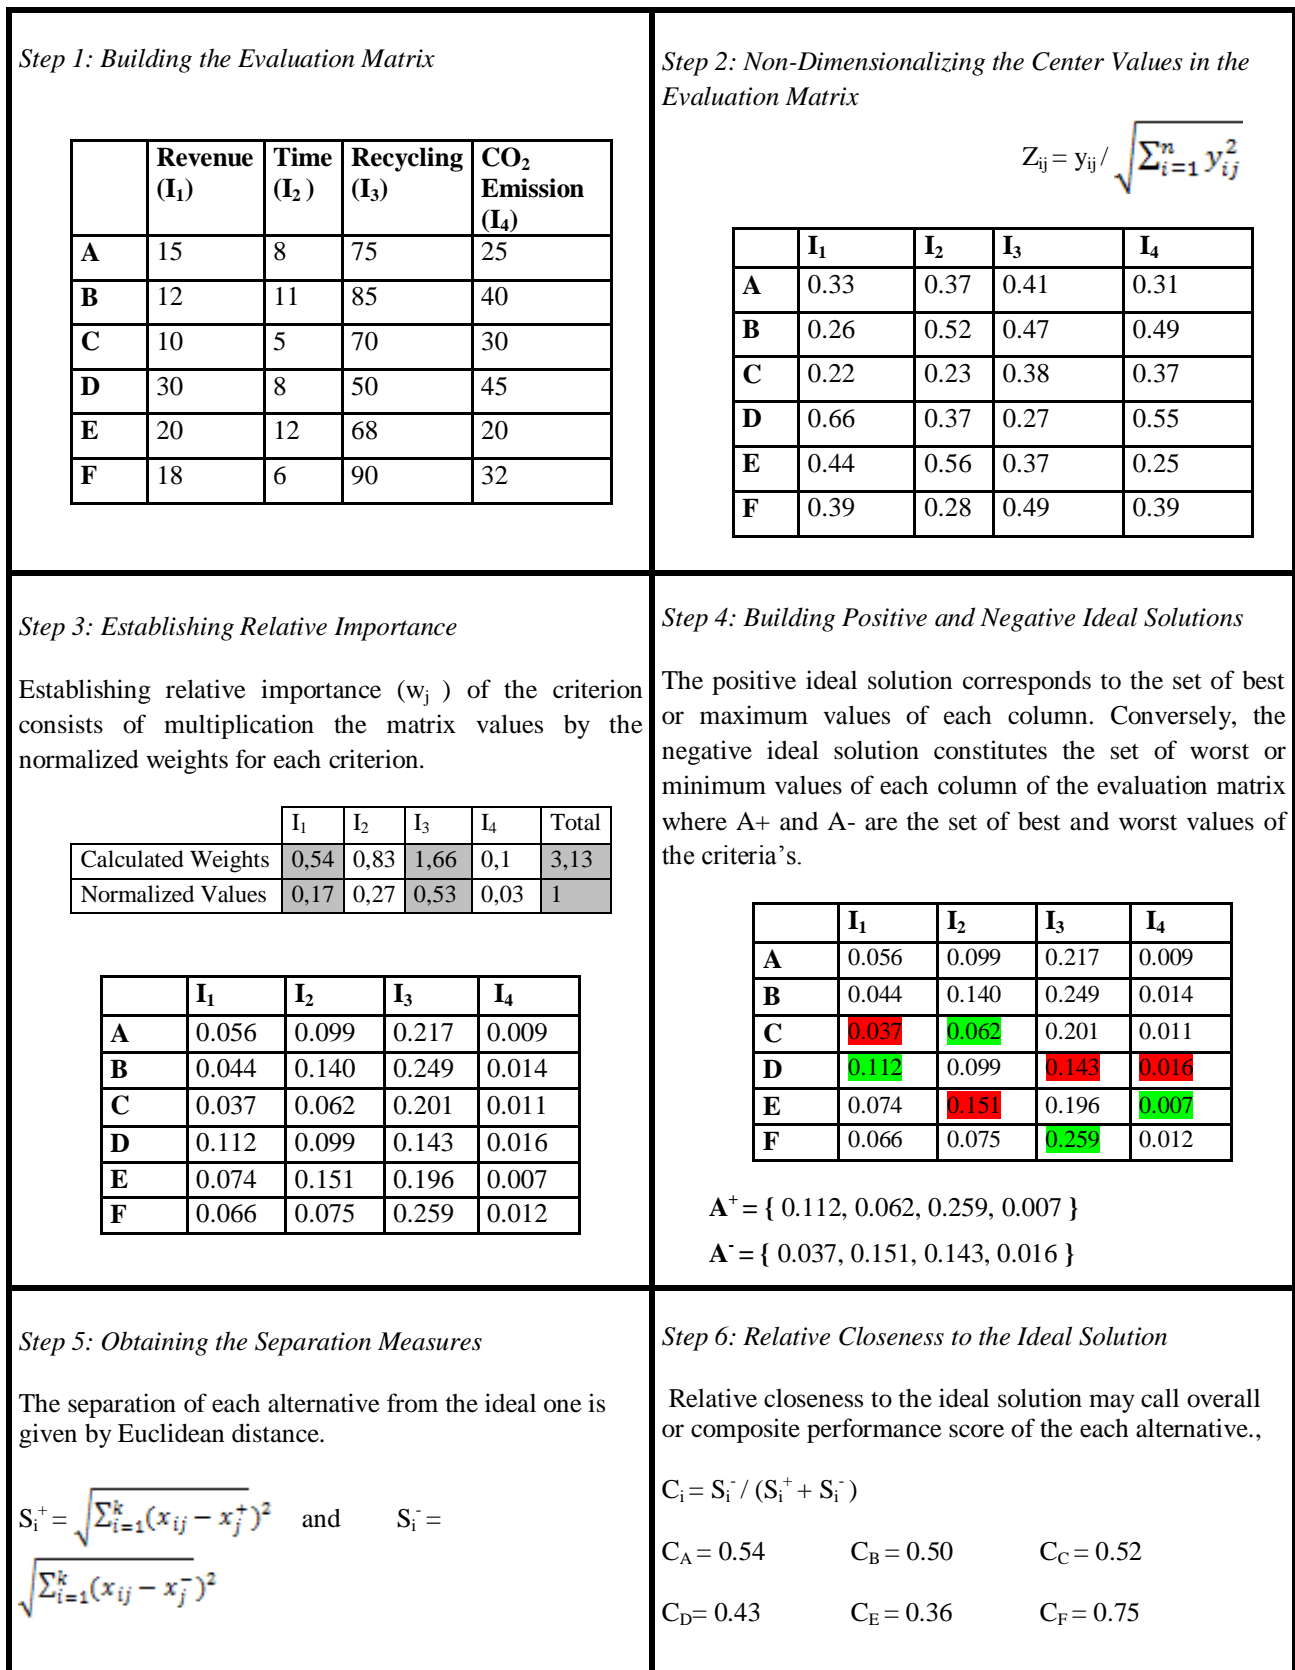 Step 1: Building the Evaluation Matrix
Revenue (I₁) Time (I₂ ) Recycling (I₃) CO₂ Emission (I₄)
A 15 8 75 25
B 12 11 85 40
C 10 5 70 30
D 30 8 50 45
E 20 12 68 20
F 18 6 90 32
Step 2: Non-Dimensionalizing the Center Values in the
Evaluation Matrix
Zᵢⱼ = yᵢⱼ / √∑ⁿᵢ₌₁ y²ᵢⱼ
I₁ I₂ I₃ I₄
A 0.33 0.37 0.41 0.31
B 0.26 0.52 0.47 0.49
C 0.22 0.23 0.38 0.37
D 0.66 0.37 0.27 0.55
E 0.44 0.56 0.37 0.25
F 0.39 0.28 0.49 0.39
Step 3: Establishing Relative Importance
Establishing relative importance (wⱼ ) of the criterion
consists of multiplication the matrix values by the
normalized weights for each criterion.
I₁ I₂ I₃ I₄ Total
Calculated Weights 0,54 0,83 1,66 0,1 3,13
Normalized Values 0,17 0,27 0,53 0,03 1
I₁ I₂ I₃ I₄
A 0.056 0.099 0.217 0.009
B 0.044 0.140 0.249 0.014
C 0.037 0.062 0.201 0.011
D 0.112 0.099 0.143 0.016
E 0.074 0.151 0.196 0.007
F 0.066 0.075 0.259 0.012
Step 4: Building Positive and Negative Ideal Solutions
The positive ideal solution corresponds to the set of best
or maximum values of each column. Conversely, the
negative ideal solution constitutes the set of worst or
minimum values of each column of the evaluation matrix
where A+ and A- are the set of best and worst values of
the criteria’s.
I₁ I₂ I₃ I₄
A 0.056 0.099 0.217 0.009
B 0.044 0.140 0.249 0.014
C 0.037 0.062 0.201 0.011
D 0.112 0.099 0.143 0.016
E 0.074 0.151 0.196 0.007
F 0.066 0.075 0.259 0.012
A⁺ = { 0.112, 0.062, 0.259, 0.007 }
A⁻ = { 0.037, 0.151, 0.143, 0.016 }
Step 5: Obtaining the Separation Measures
The separation of each alternative from the ideal one is
given by Euclidean distance.
Sᵢ⁺ = √∑ᵏᵢ₌₁(xᵢⱼ − xⱼ⁺)² and Sᵢ⁻ =
√∑ᵏᵢ₌₁(xᵢⱼ − xⱼ⁻)²
Step 6: Relative Closeness to the Ideal Solution
Relative closeness to the ideal solution may call overall
or composite performance score of the each alternative.,
Cᵢ = Sᵢ⁻ / (Sᵢ⁺ + Sᵢ⁻ )
C_A = 0.54 C_B = 0.50 C_C = 0.52
C_D= 0.43 C_E = 0.36 C_F = 0.75